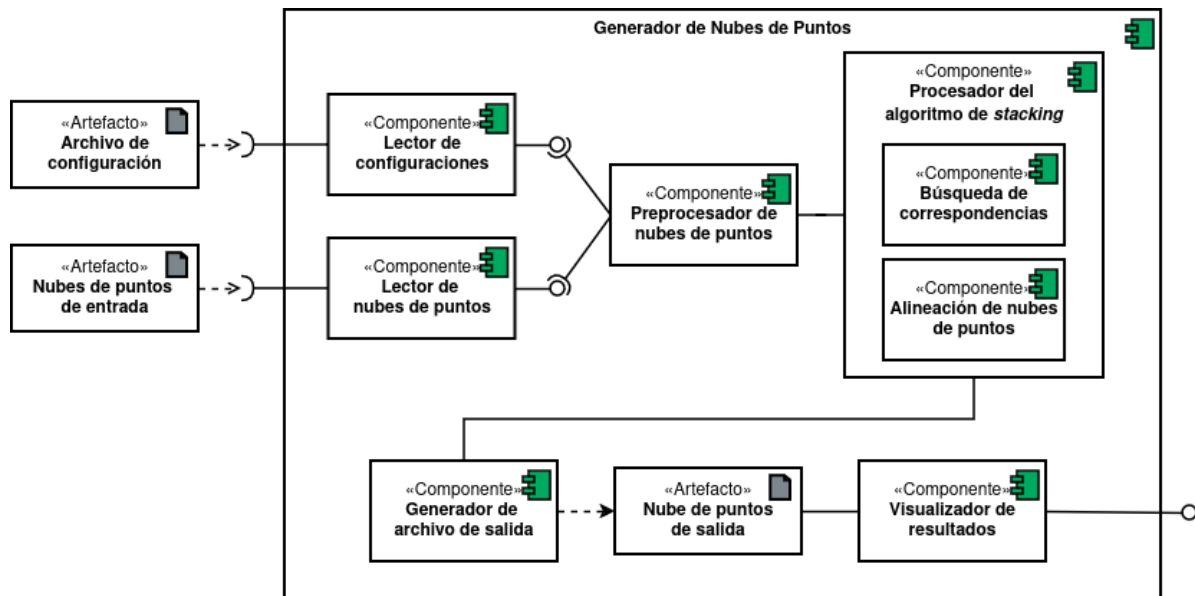 Generador de Nubes de Puntos
«Artefacto»
Archivo de
configuración
«Componente»
Lector de
configuraciones
«Componente»
Preprocesador de
nubes de puntos
«Componente»
Procesador del
algoritmo de stacking
«Componente»
Búsqueda de
correspondencias
«Componente»
Alineación de nubes
de puntos
«Artefacto»
Nubes de puntos
de entrada
«Componente»
Lector de
nubes de puntos
«Componente»
Generador de
archivo de salida
«Artefacto»
Nube de puntos
de salida
«Componente»
Visualizador de
resultados